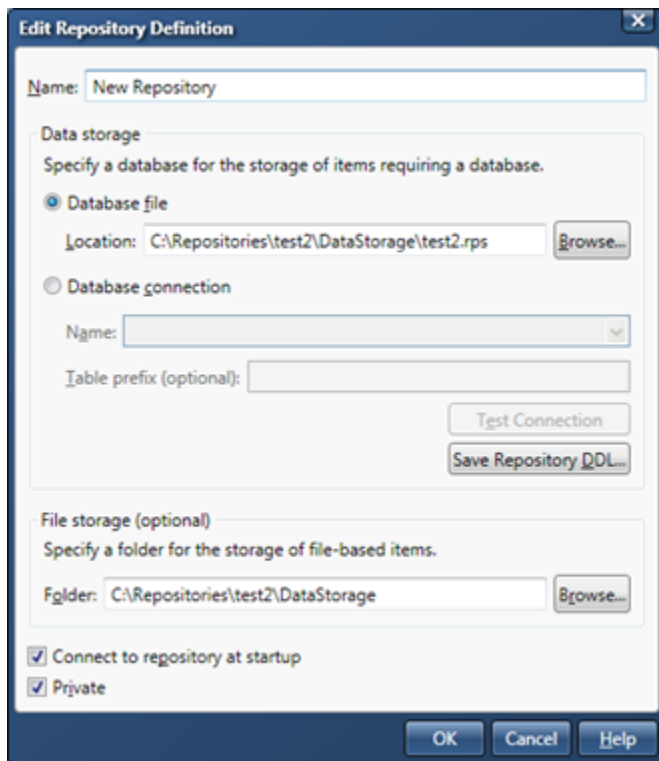 Edit Repository Definition
Name: New Repository
Data storage
Specify a database for the storage of items requiring a database.
Database file
Location: C:\Repositories\test2\DataStorage\test2.rps Browse...
Database connection
Name:
Table prefix (optional):
Test Connection
Save Repository DDL...
File storage (optional)
Specify a folder for the storage of file-based items.
Folder: C:\Repositories\test2\DataStorage Browse...
Connect to repository at startup
Private
OK Cancel Help